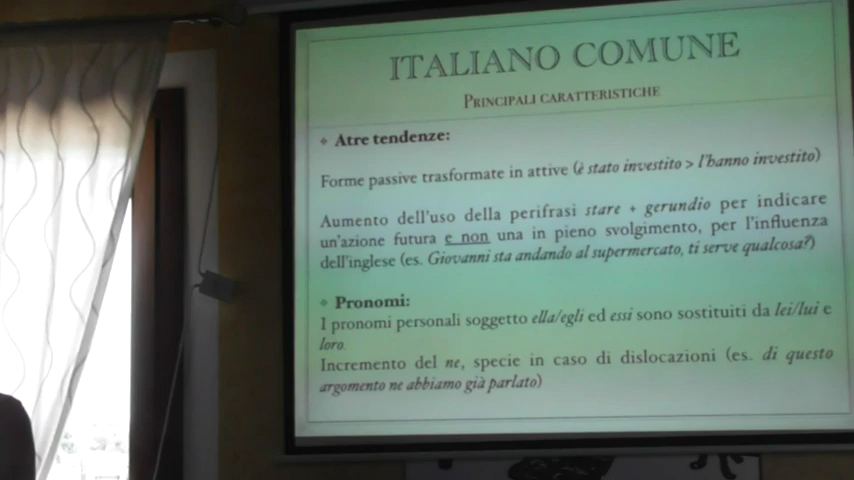 ITALIANO COMUNE
PRINCIPALI CARATTERISTICHE
❖ Atre tendenze:
Forme passive trasformate in attive (è stato investito > l'hanno investito)
Aumento dell'uso della perifrasi stare + gerundio per indicare
un'azione futura e non una in pieno svolgimento, per l'influenza
dell'inglese (es. Giovanni sta andando al supermercato, ti serve qualcosa?)
❖ Pronomi:
I pronomi personali soggetto ella/egli ed essi sono sostituiti da lei/lui e
loro.
Incremento del ne, specie in caso di dislocazioni (es. di questo
argomento ne abbiamo già parlato)